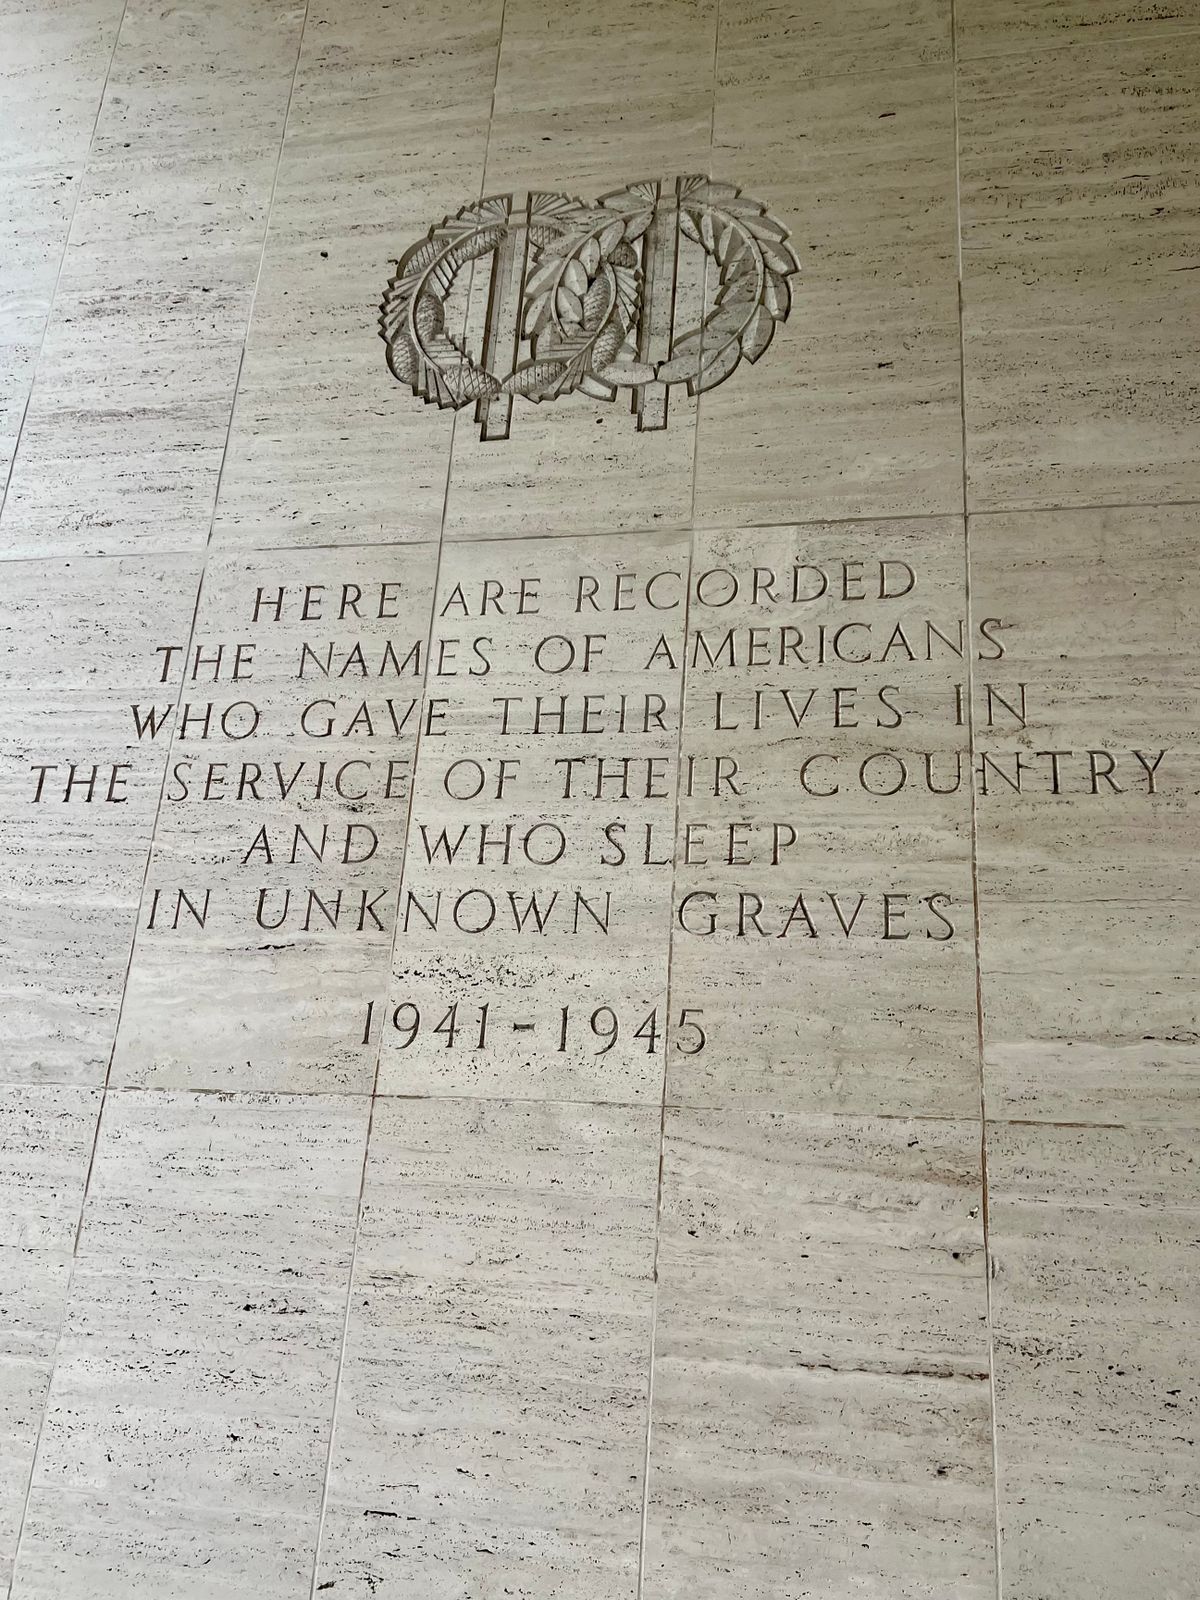 HERE ARE RECORDED
THE NAMES OF AMERICANS
WHO GAVE THEIR LIVES IN
THE SERVICE OF THEIR COUNTRY
AND WHO SLEEP
IN UNKNOWN GRAVES
1941-1945